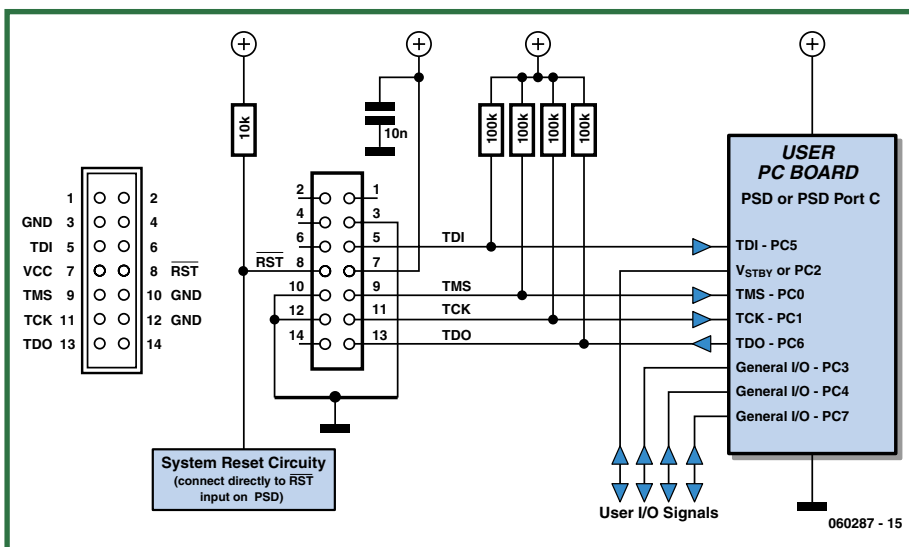 10k
10n
100k
100k
100k
100k
1 2
GND 3 4
TDI 5 6
VCC 7 8 RST
TMS 9 10 GND
TCK 11 12 GND
TDO 13 14
2 1
4 3
6 5 TDI
RST 8 7
10 9 TMS
12 11 TCK
14 13 TDO
USER
PC BOARD
PSD or PSD Port C
TDI - PC5
VSTBY or PC2
TMS - PC0
TCK - PC1
TDO - PC6
General I/O - PC3
General I/O - PC4
General I/O - PC7
System Reset Circuity
(connect directly to RST
input on PSD)
User I/O Signals
060287 - 15